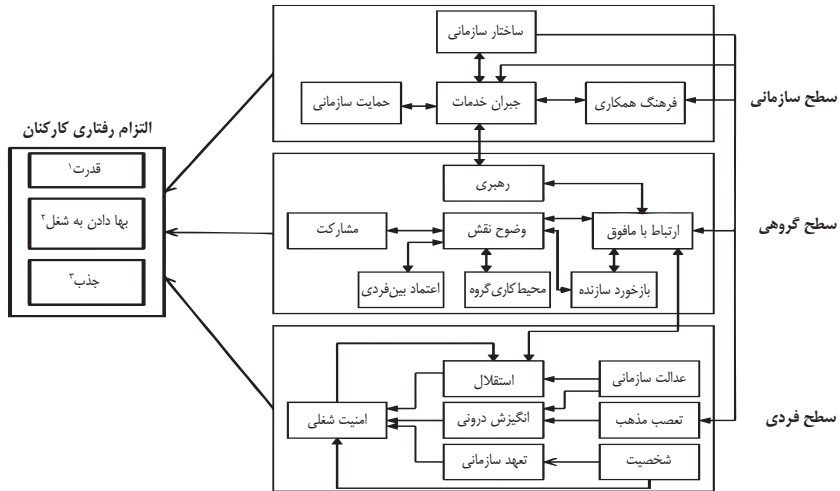 ساختار سازمانی
سطح سازمانی
فرهنگ همکاری
جبران خدمات
حمایت سازمانی
التزام رفتاری کارکنان
قدرت۱
بها دادن به شغل۲
جذب۳
رهبری
سطح گروهی
ارتباط با مافوق
وضوح نقش
مشارکت
بازخورد سازنده
محیط کاری گروه
اعتماد بین فردی
استقلال
عدالت سازمانی
سطح فردی
تعصب مذهب
انگیزش درونی
امنیت شغلی
شخصیت
تعهد سازمانی